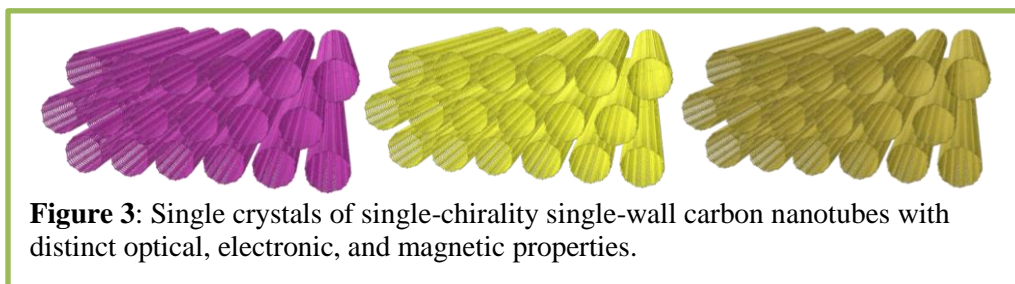 Figure 3: Single crystals of single-chirality single-wall carbon nanotubes with
distinct optical, electronic, and magnetic properties.